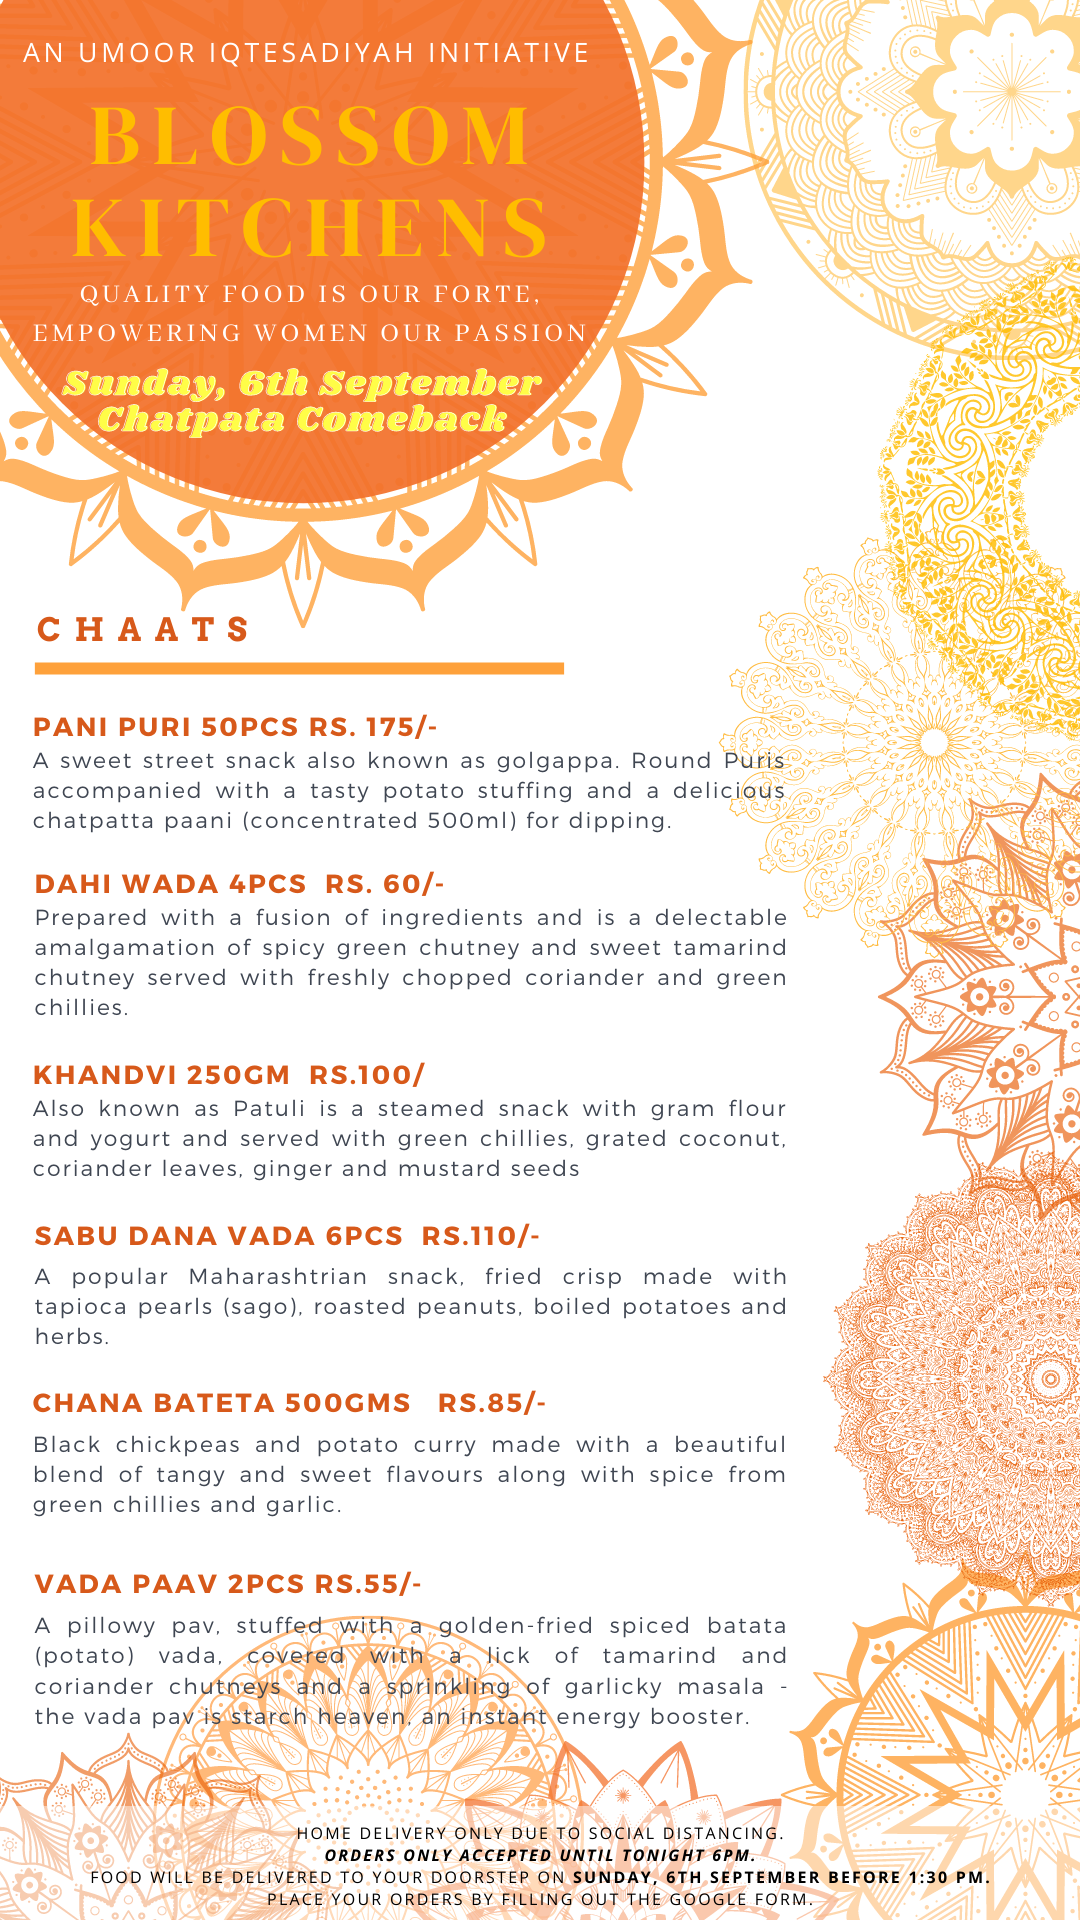 AN UMOOR IQTESADIYAH INITIATIVE
BLOSSOM
KITCHENS
QUALITY FOOD IS OUR FORTE,
EMPOWERING WOMEN OUR PASSION
Sunday, 6th September
Chatpata Comeback
CHAATS
PANI PURI 50PCS RS. 175/-
A sweet street snack also known as golgappa. Round Puris
accompanied with a tasty potato stuffing and a delicious
chatpatta paani (concentrated 500ml) for dipping.
DAHI WADA 4PCS RS. 60/-
Prepared with a fusion of ingredients and is a delectable
amalgamation of spicy green chutney and sweet tamarind
chutney served with freshly chopped coriander and green
chillies.
KHANDVI 250GM RS.100/
Also known as Patuli is a steamed snack with gram flour
and yogurt and served with green chillies, grated coconut,
coriander leaves, ginger and mustard seeds
SABU DANA VADA 6PCS RS.110/-
A popular Maharashtrian snack, fried crisp made with
tapioca pearls (sago), roasted peanuts, boiled potatoes and
herbs.
CHANA BATETA 500GMS RS.85/-
Black chickpeas and potato curry made with a beautiful
blend of tangy and sweet flavours along with spice from
green chillies and garlic.
VADA PAAV 2PCS RS.55/-
A pillowy pav, stuffed with a golden-fried spiced batata
(potato) vada, covered with a lick of tamarind and
coriander chutneys and a sprinkling of garlicky masala -
the vada pav is starch heaven, an instant energy booster.
HOME DELIVERY ONLY DUE TO SOCIAL DISTANCING.
ORDERS ONLY ACCEPTED UNTIL TONIGHT 6PM.
FOOD WILL BE DELIVERED TO YOUR DOORSTEP ON SUNDAY, 6TH SEPTEMBER BEFORE 1:30 PM.
PLACE YOUR ORDERS BY FILLING OUT THE GOOGLE FORM.